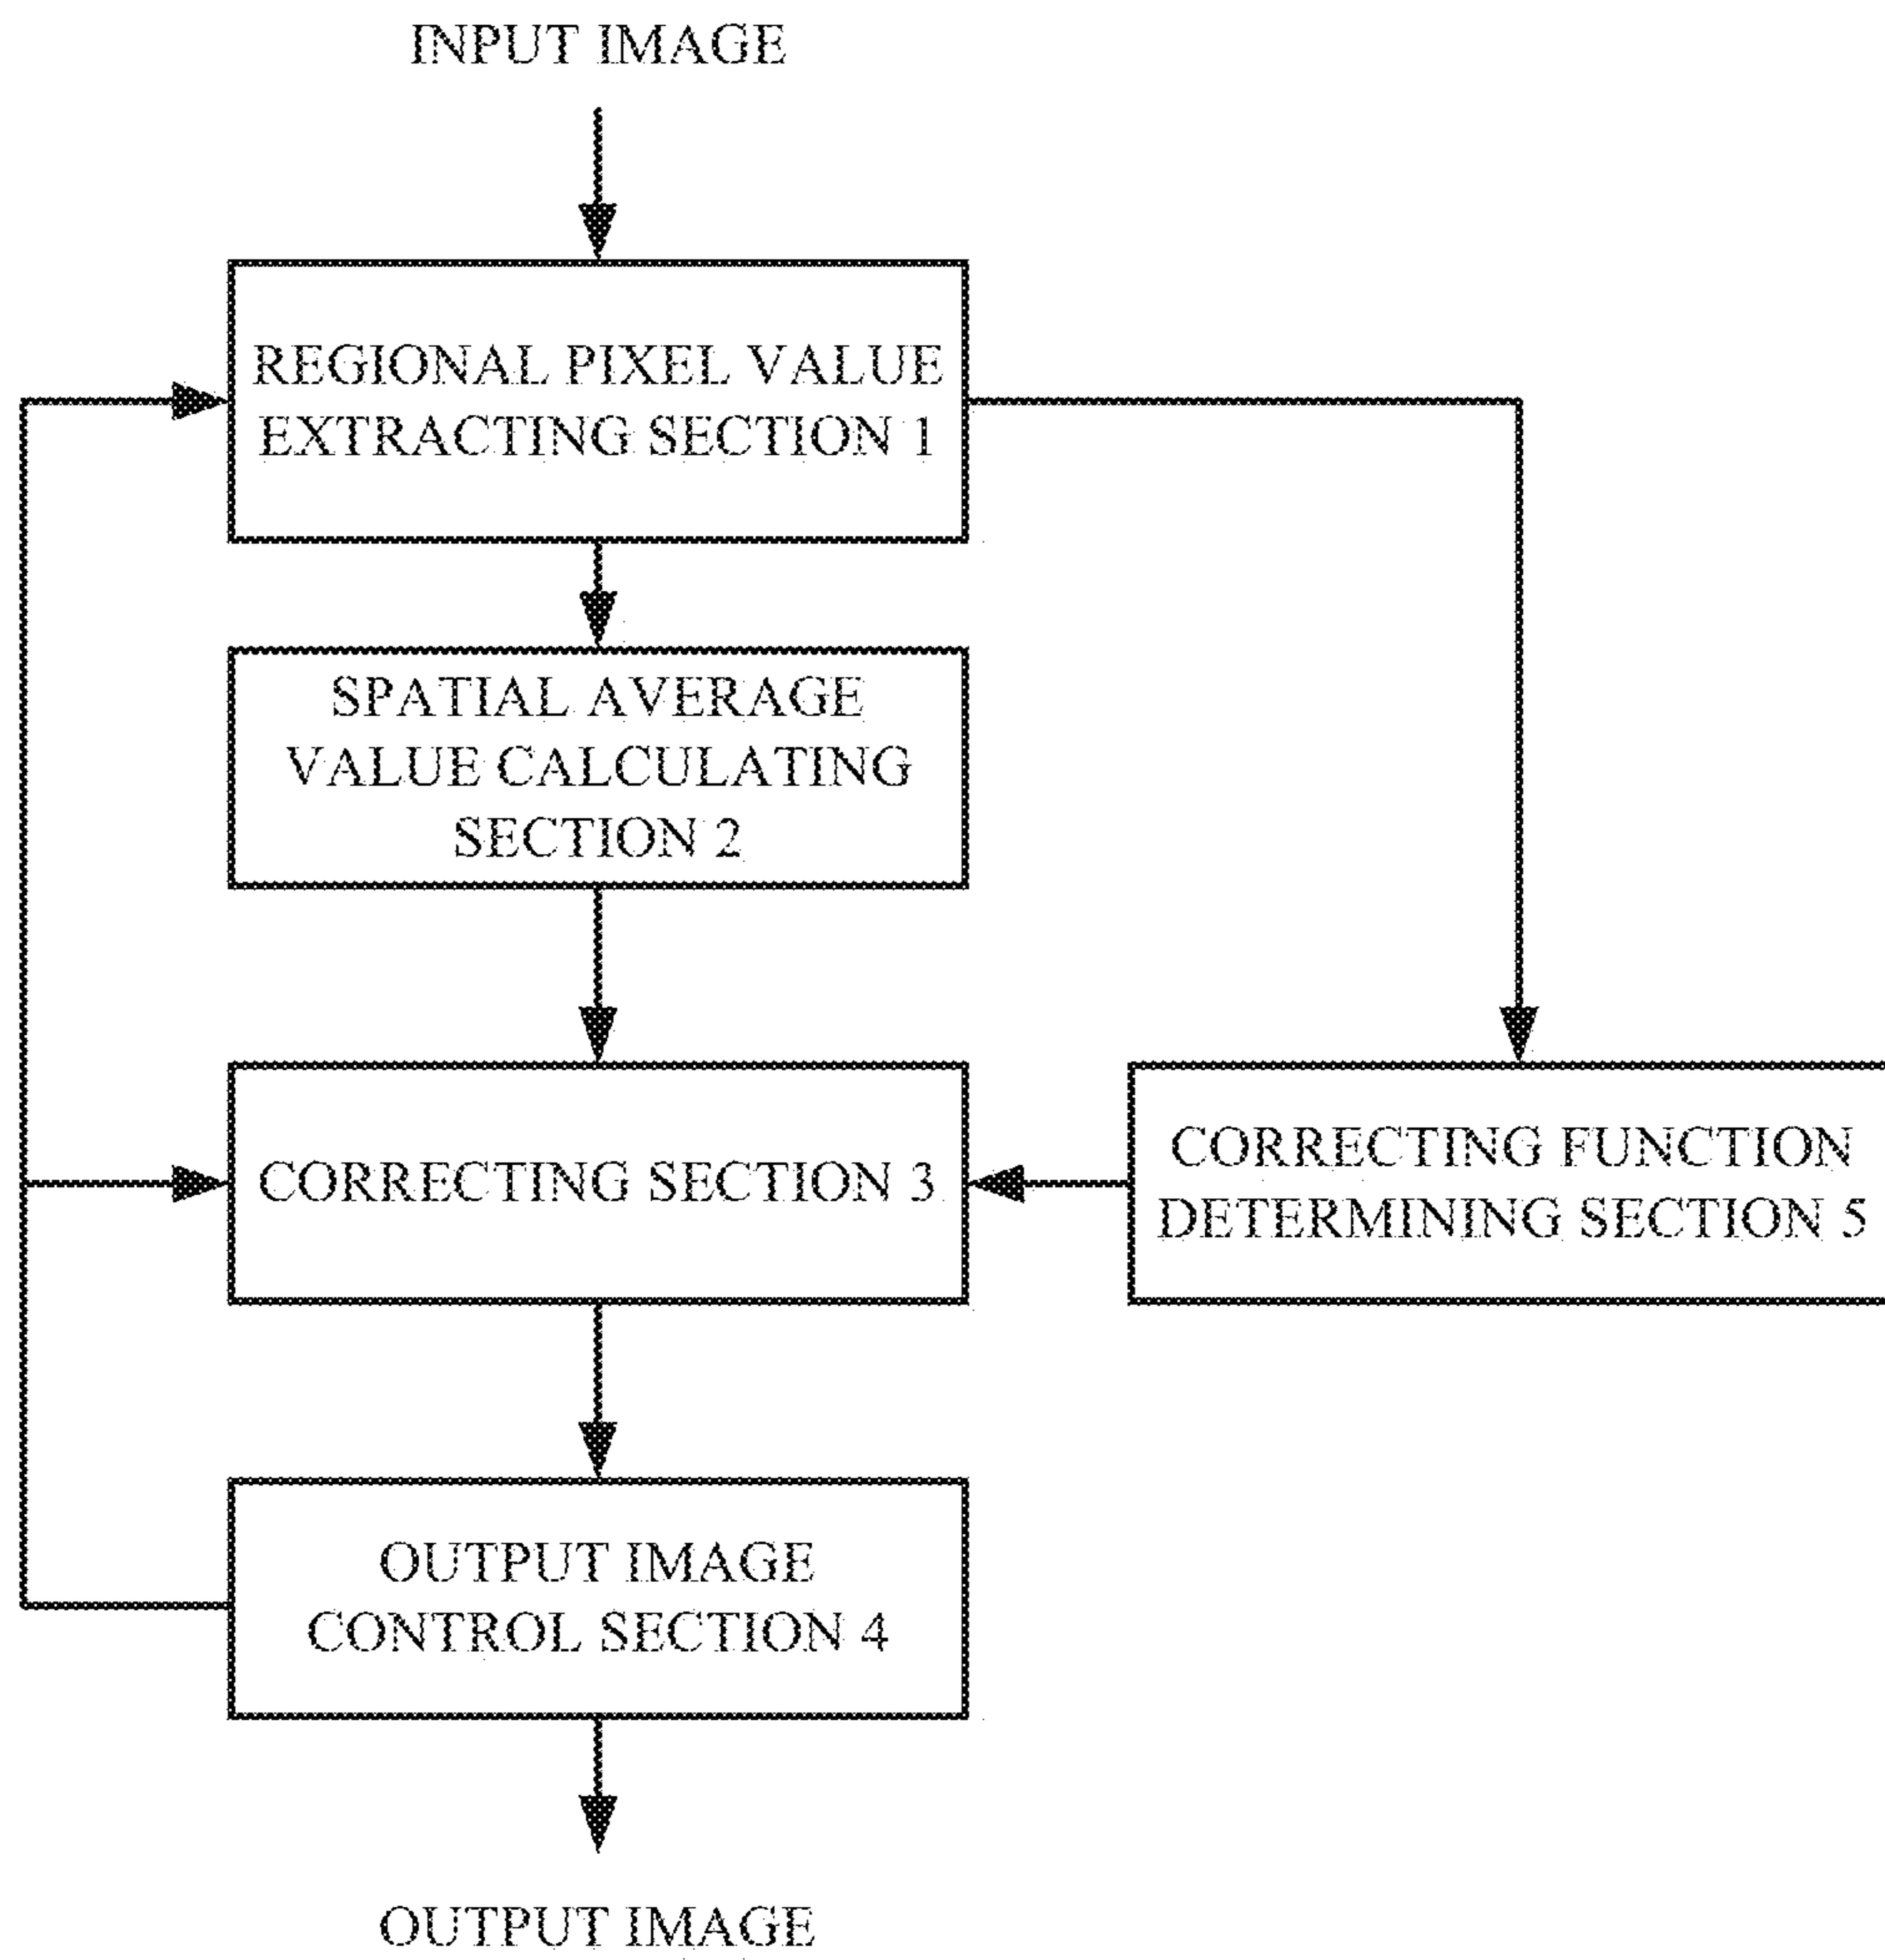 INPUT IMAGE
REGIONAL PIXEL VALUE
EXTRACTING SECTION 1
SPATIAL AVERAGE
VALUE CALCULATING
SECTION 2
CORRECTING SECTION 3
CORRECTING FUNCTION
DETERMINING SECTION 5
OUTPUT IMAGE
CONTROL SECTION 4
OUTPUT IMAGE